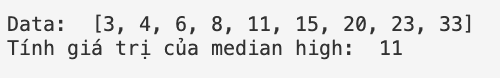 Data:  [3, 4, 6, 8, 11, 15, 20, 23, 33]
Tính giá trị của median high:  11